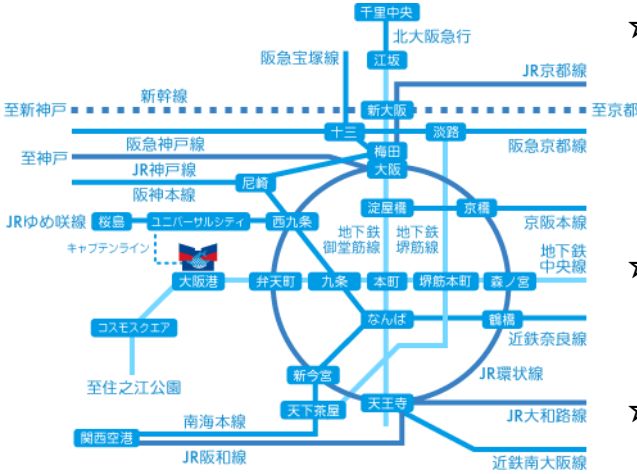 千里中央
北大阪急行
江坂
阪急宝塚線
JR京都線
新幹線
至新神戸
新大阪
至京都
十三
淡路
阪急神戸線
阪急京都線
至神戸
梅田
大阪
JR神戸線
尼崎
阪神本線
淀屋橋
京橋
JRゆめ咲線
桜島
ユニバーサルシティ
西九条
京阪本線
地下鉄
御堂筋線
地下鉄
堺筋線
キャプテンライン
地下鉄
中央線
大阪港
弁天町
九条
本町
堺筋本町
森ノ宮
コスモスクエア
なんば
鶴橋
近鉄奈良線
至住之江公園
新今宮
JR環状線
天下茶屋
天王寺
南海本線
JR大和路線
関西空港
JR阪和線
近鉄南大阪線